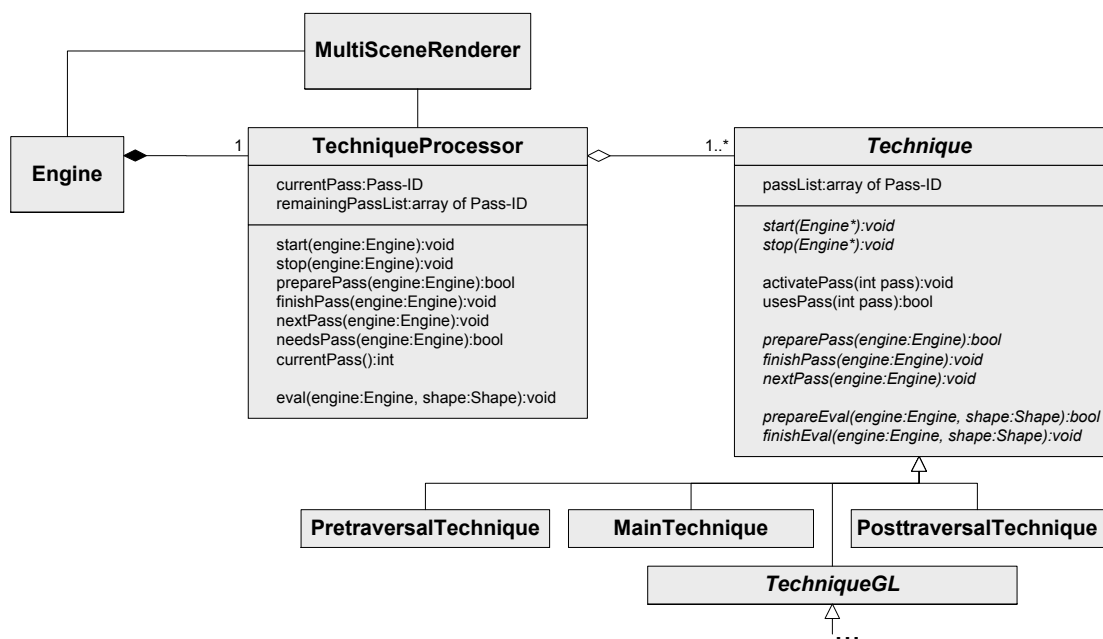 MultiSceneRenderer
Engine
1
TechniqueProcessor
currentPass:Pass-ID
remainingPassList:array of Pass-ID
start(engine:Engine):void
stop(engine:Engine):void
preparePass(engine:Engine):bool
finishPass(engine:Engine):void
nextPass(engine:Engine):void
needsPass(engine:Engine):bool
currentPass():int
eval(engine:Engine, shape:Shape):void
1..*
Technique
passList:array of Pass-ID
start(Engine*):void
stop(Engine*):void
activatePass(int pass):void
usesPass(int pass):bool
preparePass(engine:Engine):bool
finishPass(engine:Engine):void
nextPass(engine:Engine):void
prepareEval(engine:Engine, shape:Shape):bool
finishEval(engine:Engine, shape:Shape):void
PretraversalTechnique
MainTechnique
PosttraversalTechnique
TechniqueGL
...